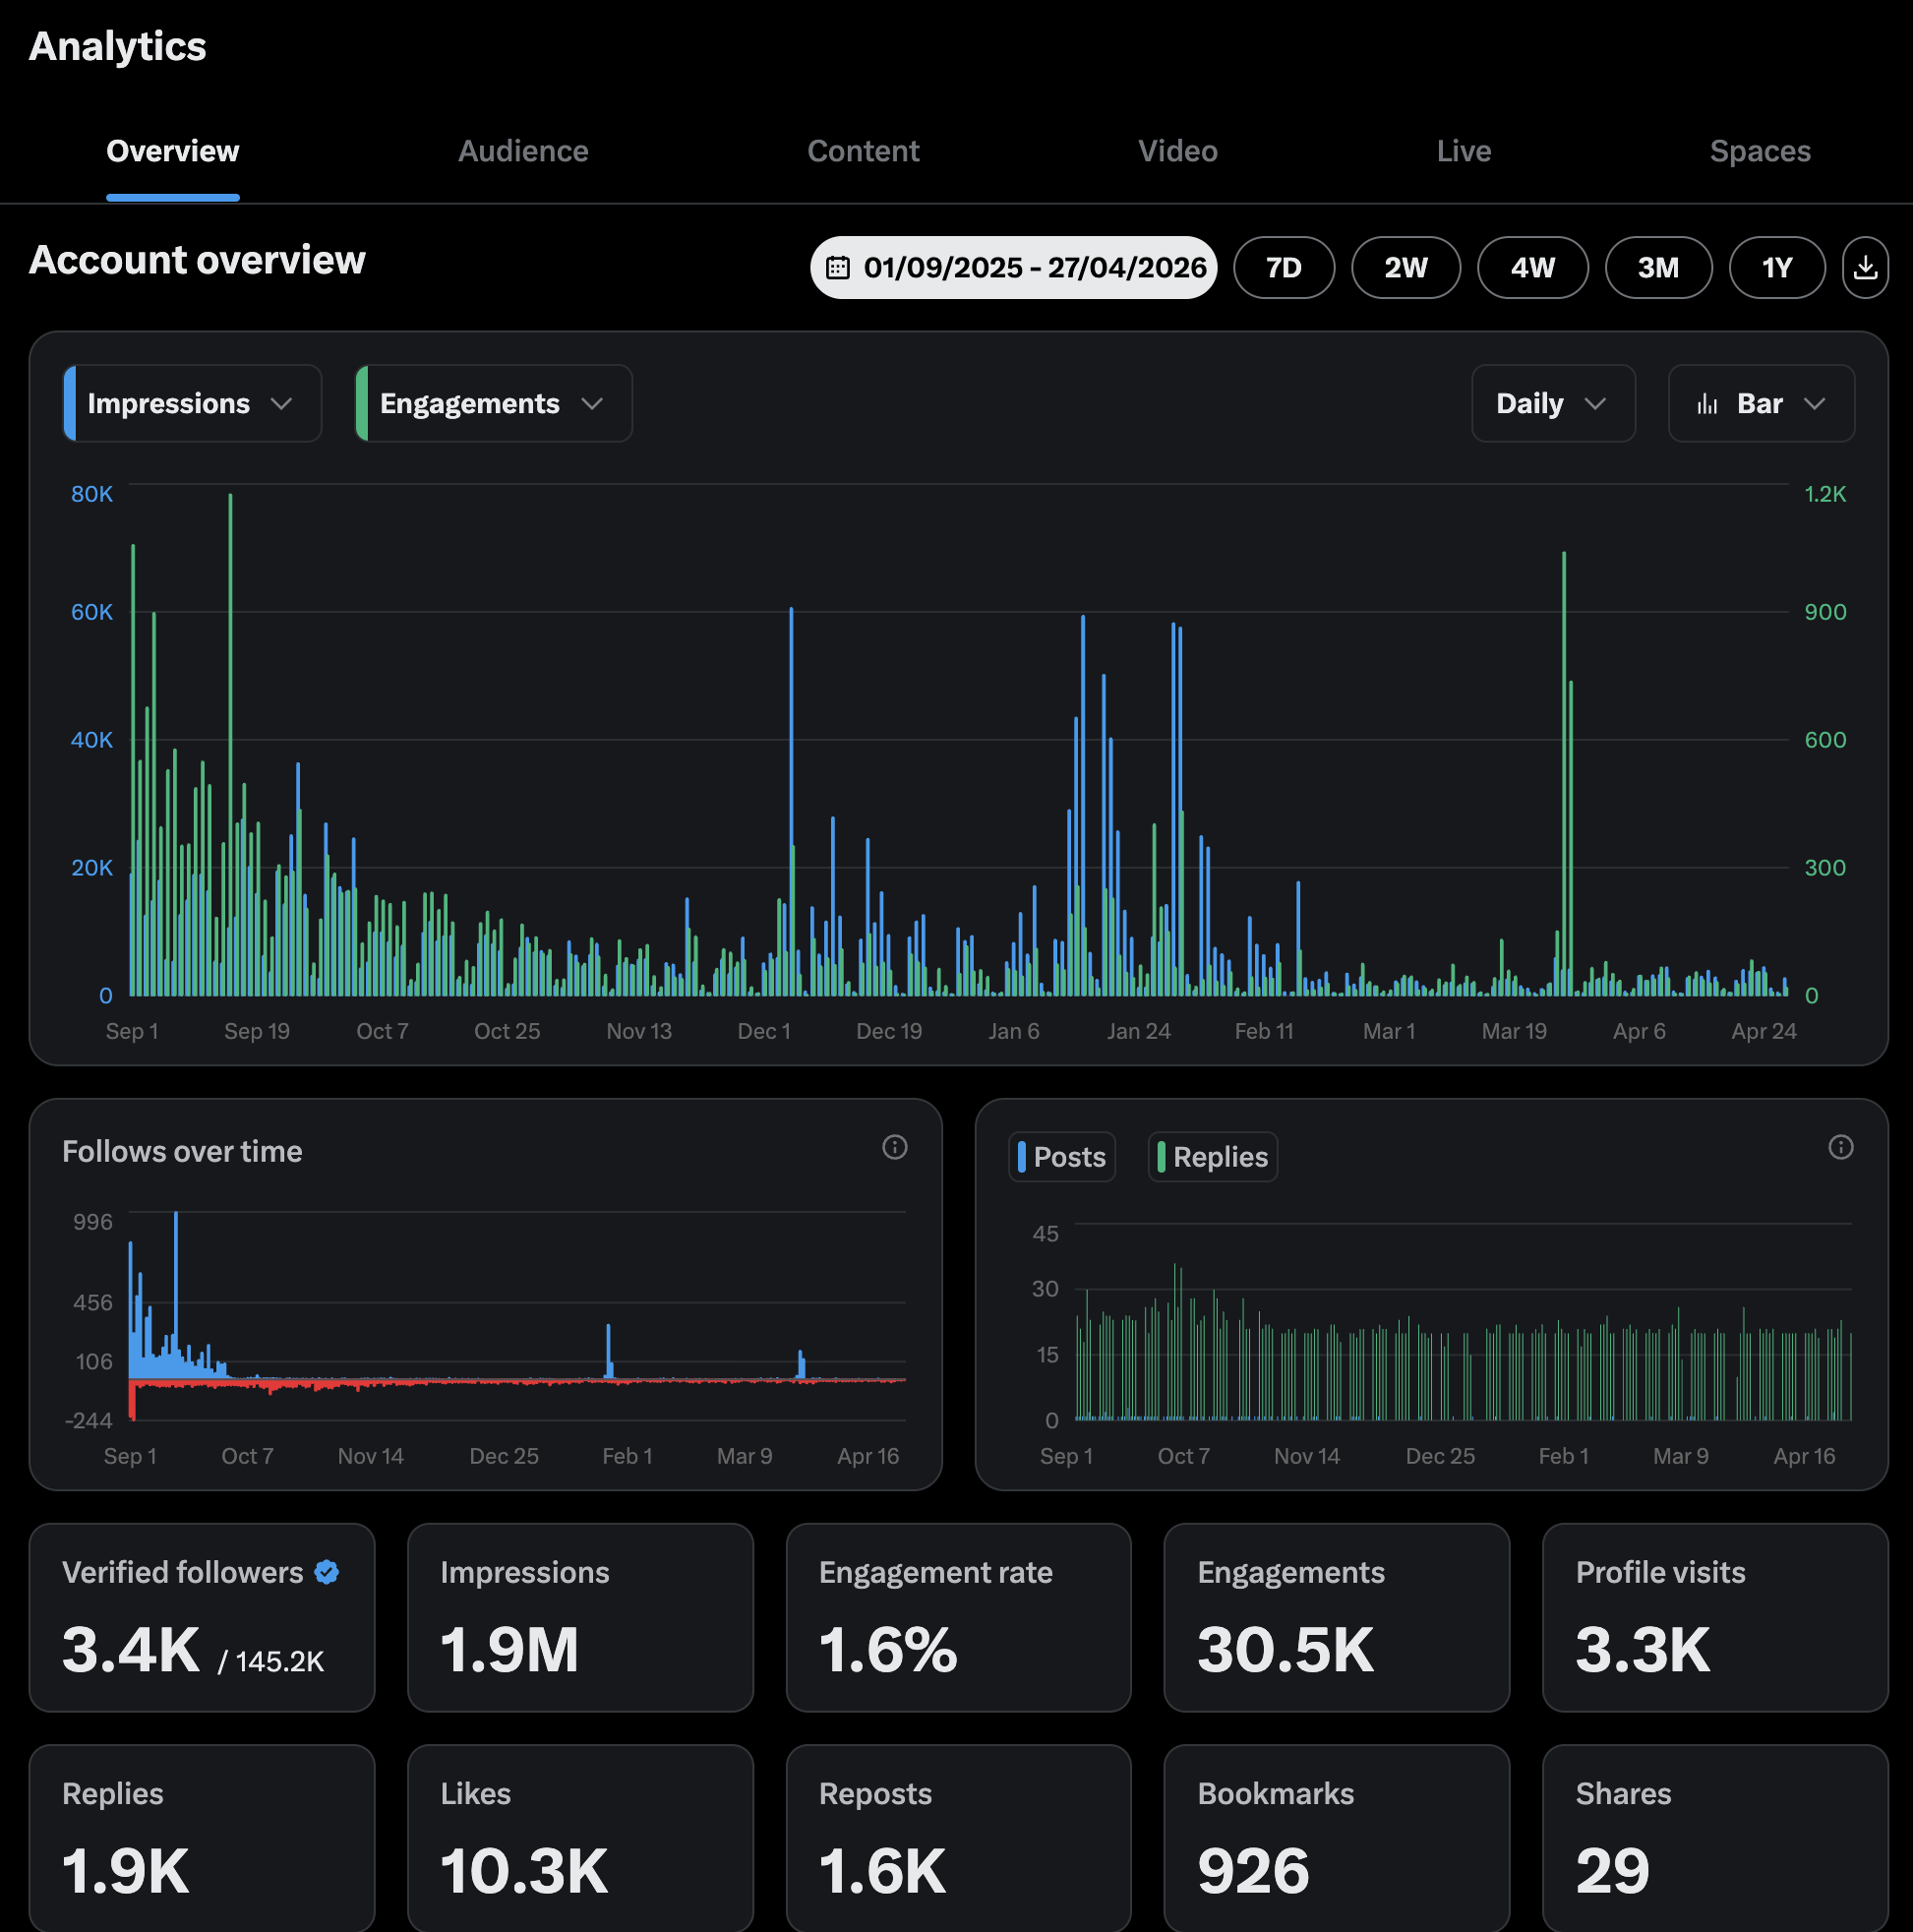 Analytics
Overview Audience Content Video Live Spaces
Account overview
01/09/2025 - 27/04/2026 7D 2W 4W 3M 1Y
Impressions Engagements Daily Bar
80K 1.2K
60K 900
40K 600
20K 300
0 0
Sep 1 Sep 19 Oct 7 Oct 25 Nov 13 Dec 1 Dec 19 Jan 6 Jan 24 Feb 11 Mar 1 Mar 19 Apr 6 Apr 24
Follows over time
996
456
106
-244
Sep 1 Oct 7 Nov 14 Dec 25 Feb 1 Mar 9 Apr 16
Posts Replies
45
30
15
0
Sep 1 Oct 7 Nov 14 Dec 25 Feb 1 Mar 9 Apr 16
Verified followers
3.4K / 145.2K
Impressions
1.9M
Engagement rate
1.6%
Engagements
30.5K
Profile visits
3.3K
Replies
1.9K
Likes
10.3K
Reposts
1.6K
Bookmarks
926
Shares
29